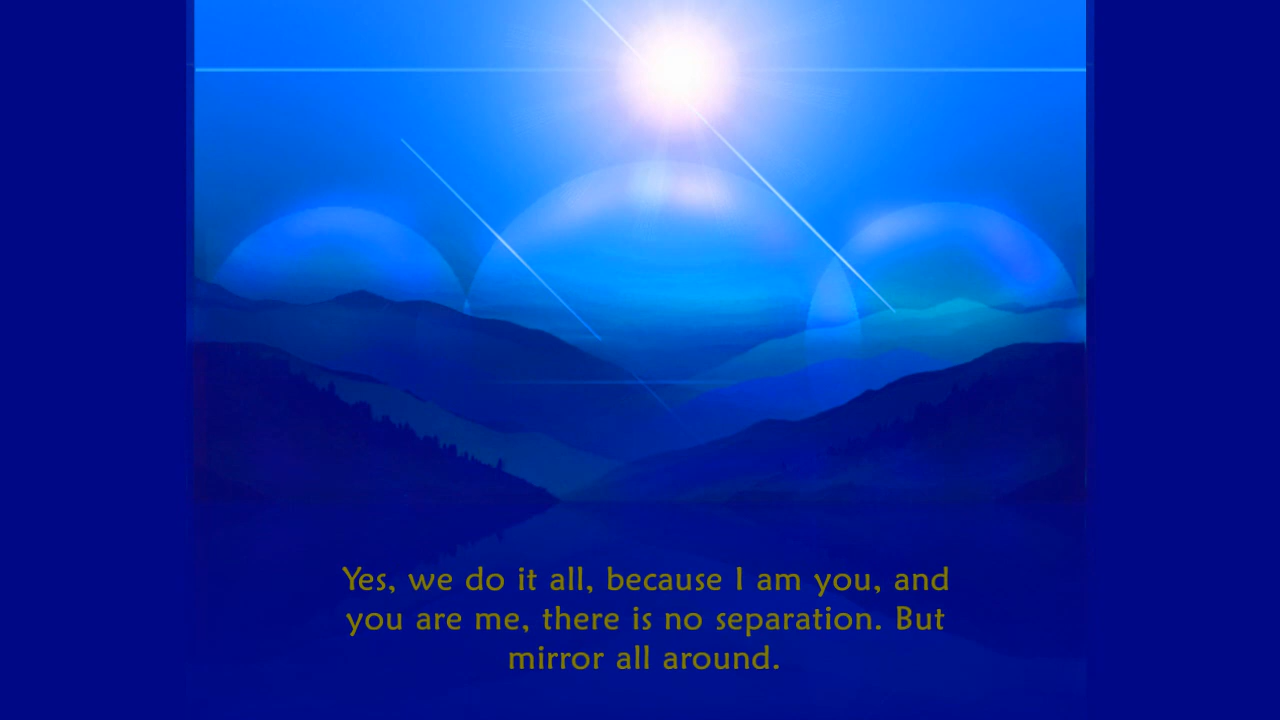 Yes, we do it all, because I am you, and
you are me, there is no separation. But
mirror all around.